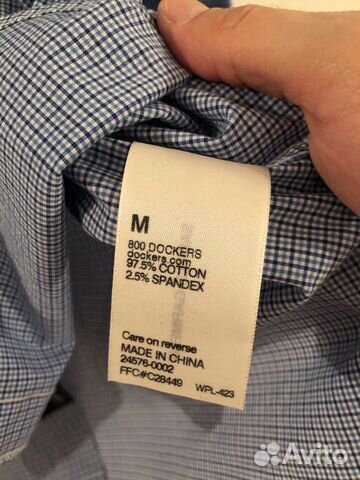 M
800 DOCKERS
dockers.com
97.5% COTTON
2.5% SPANDEX
Care on reverse
MADE IN CHINA
24576-0002
FFC#C28449
WPL-423
Avito